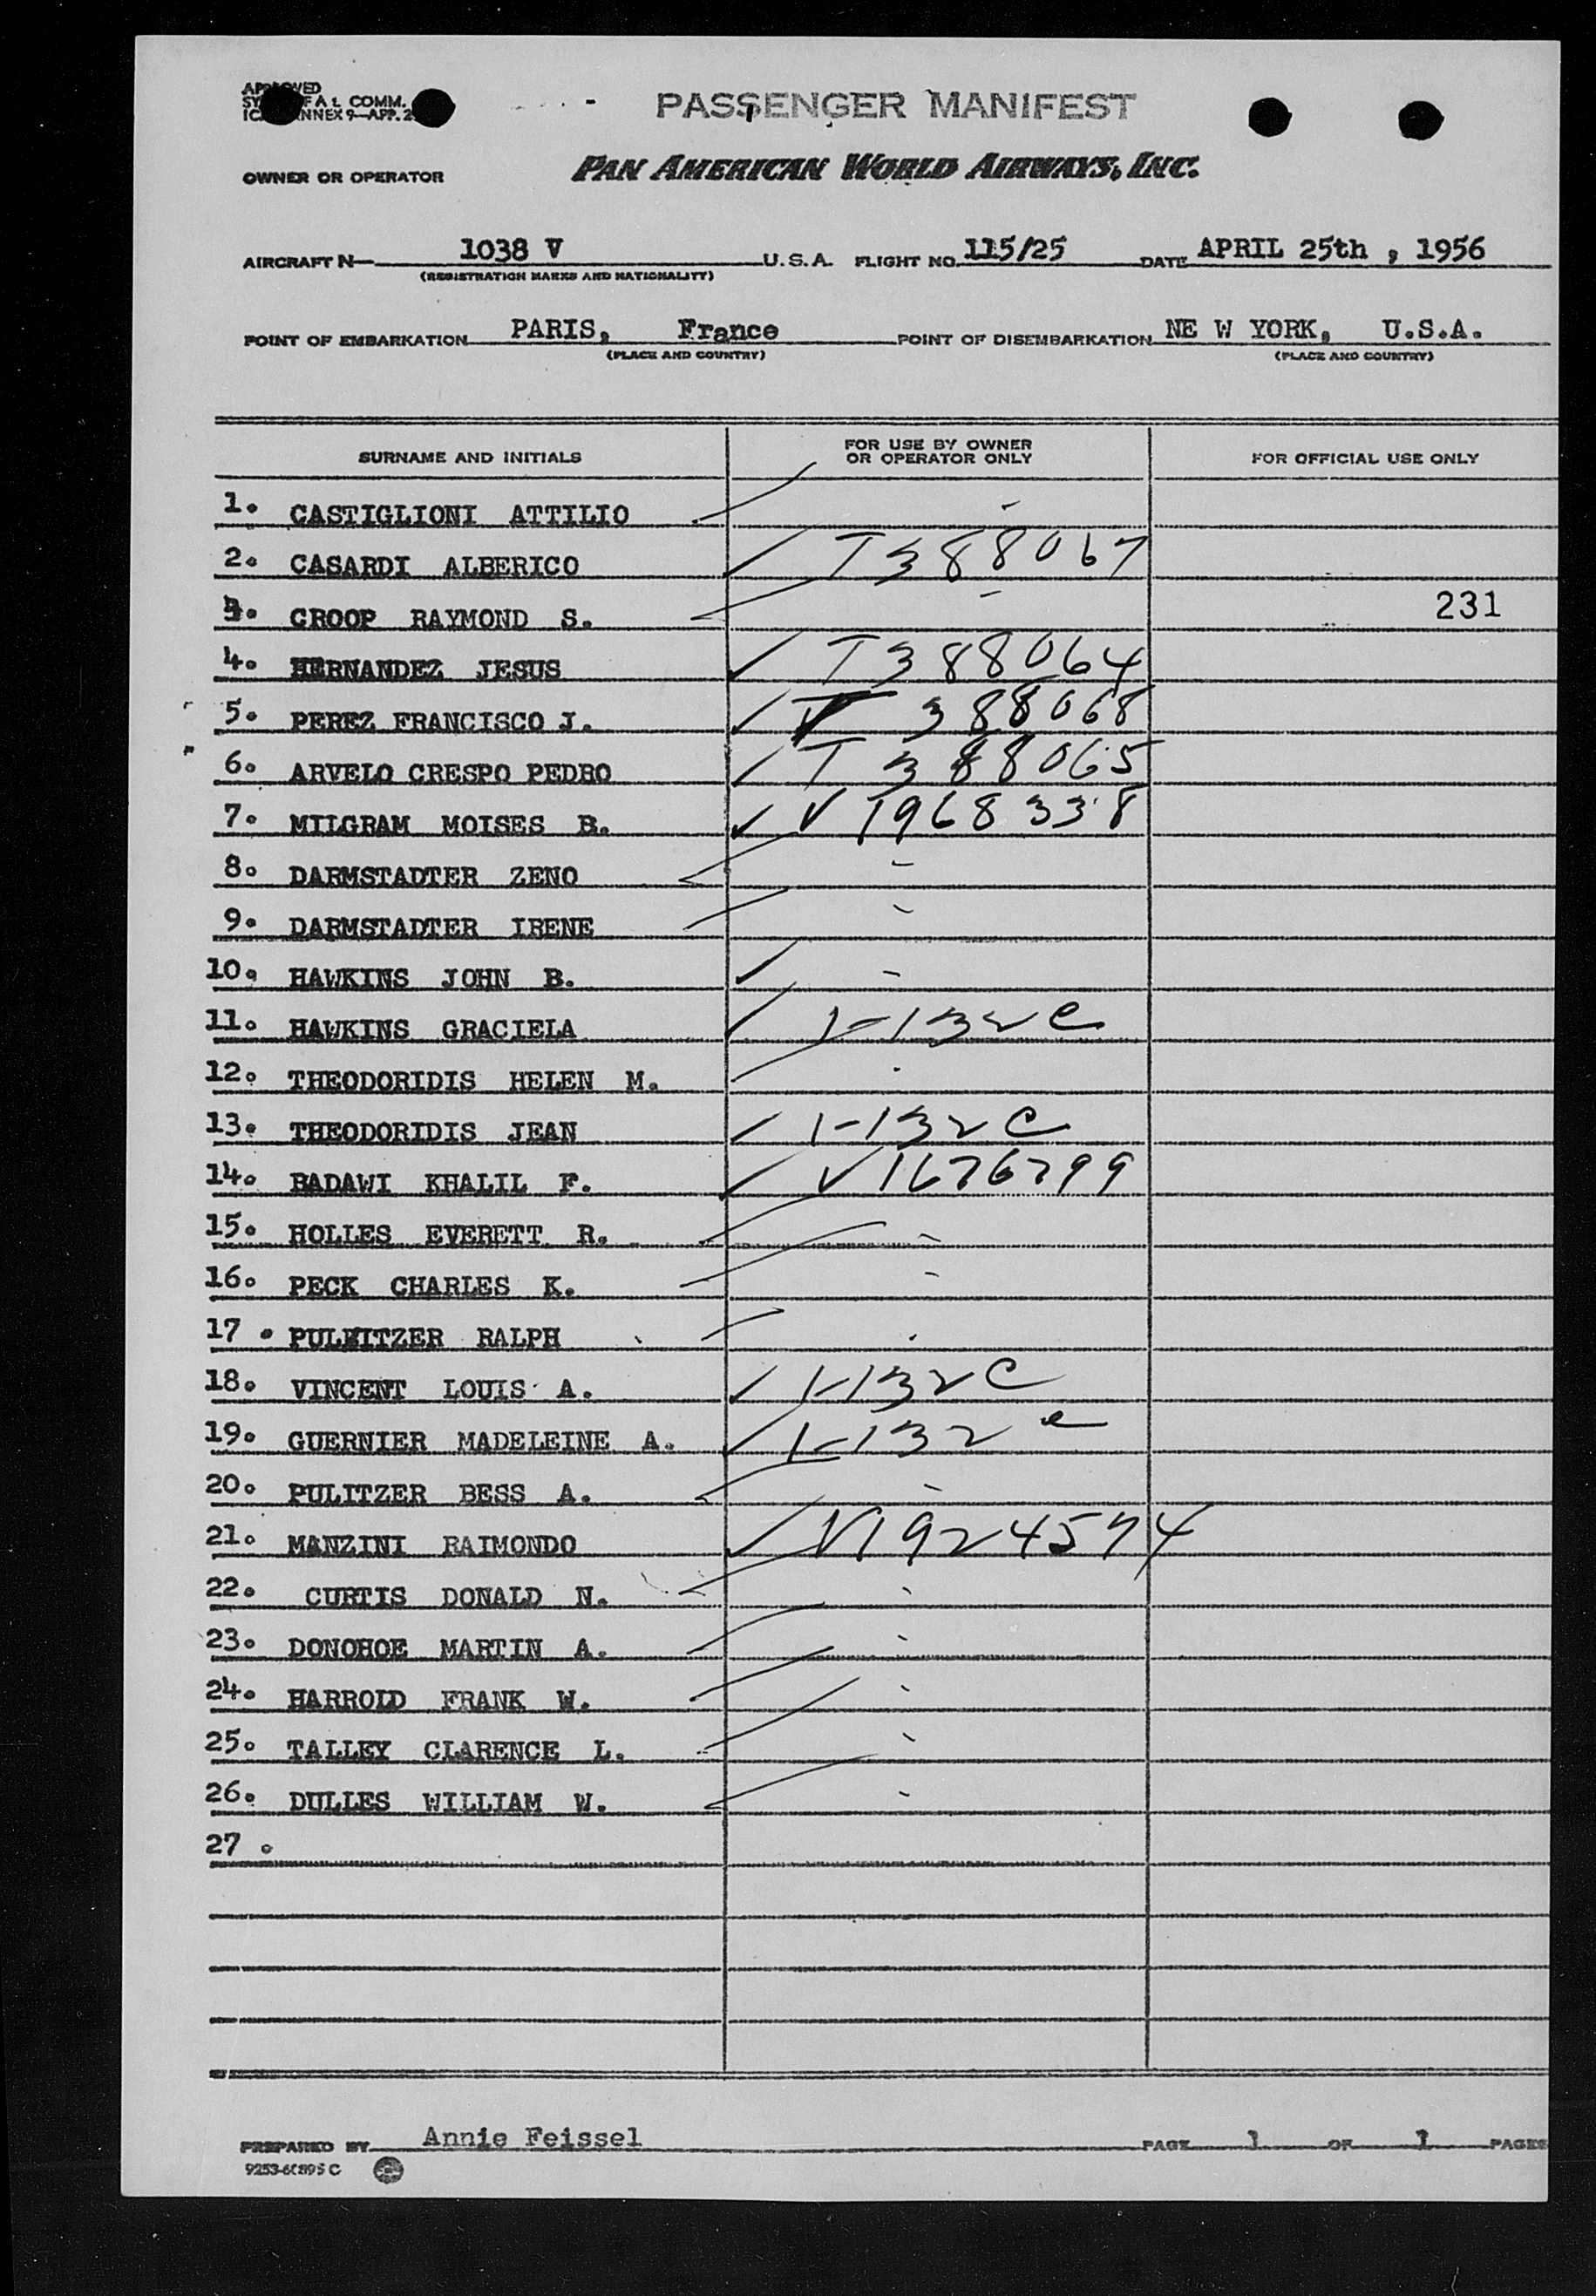 PASSENGER MANIFEST
OWNER OR OPERATOR PAN AMERICAN WORLD AIRWAYS, INC.
AIRCRAFT N— 1038 V U.S.A. FLIGHT NO. 115/25 DATE APRIL 25th , 1956
(REGISTRATION MARKS AND NATIONALITY)
POINT OF EMBARKATION PARIS, France POINT OF DISEMBARKATION NE W YORK, U.S.A.
(PLACE AND COUNTRY) (PLACE AND COUNTRY)
SURNAME AND INITIALS FOR USE BY OWNER OR OPERATOR ONLY FOR OFFICIAL USE ONLY
1. CASTIGLIONI ATTILIO -
2. CASARDI ALBERICO ✓ T388067
3. CROOP RAYMOND S. - 231
4. HERNANDEZ JESUS ✓ T388064
5. PEREZ FRANCISCO J. ✓ T 388068
6. ARVELO CRESPO PEDRO ✓ T 388065
7. MILGRAM MOISES B. ✓ V 1968338
8. DARMSTADTER ZENO -
9. DARMSTADTER IRENE -
10. HAWKINS JOHN B. ✓ -
11. HAWKINS GRACIELA ✓ 1-132c
12. THEODORIDIS HELEN M.
13. THEODORIDIS JEAN ✓ 1-132c
14. BADAWI KHALIL F. ✓ V1676799
15. HOLLES EVERETT R. -
16. PECK CHARLES K. -
17. PULITZER RALPH
18. VINCENT LOUIS A. ✓ 1-132C
19. GUERNIER MADELEINE A. ✓ 1-132c
20. PULITZER BESS A. -
21. MANZINI RAIMONDO ✓ V1924574
22. CURTIS DONALD N. -
23. DONOHOE MARTIN A. -
24. HARROLD FRANK W. -
25. TALLEY CLARENCE L. -
26. DULLES WILLIAM W. -
27.
PREPARED BY Annie Feissel PAGE 1 OF 1 PAGES